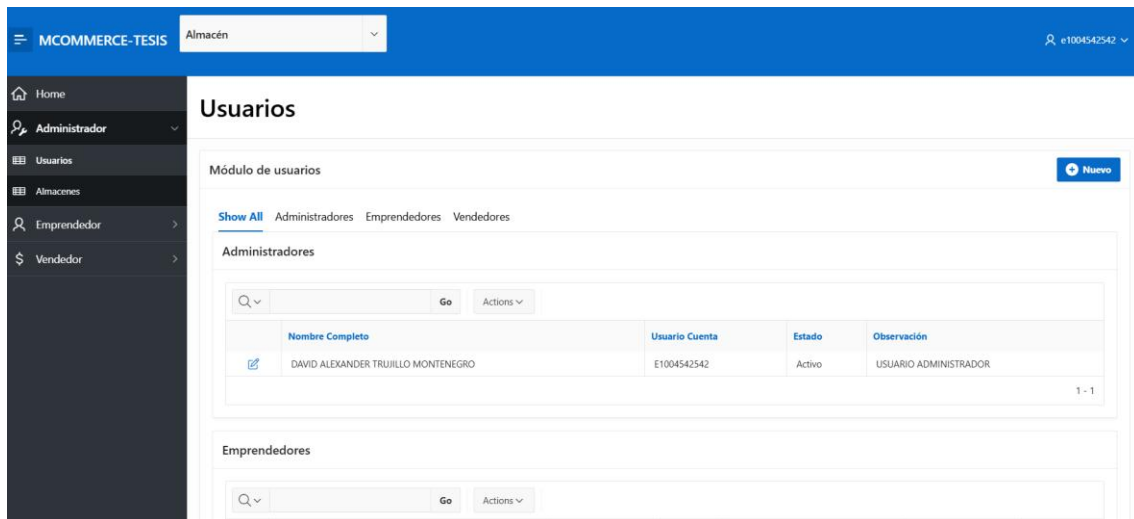 MCOMMERCE-TESIS
Almacén
e1004542542
Home
Administrador
Usuarios
Almacenes
Emprendedor
Vendedor
Usuarios
Módulo de usuarios
Nuevo
Show All Administradores Emprendedores Vendedores
Administradores
Go Actions
Nombre Completo Usuario Cuenta Estado Observación
DAVID ALEXANDER TRUJILLO MONTENEGRO E1004542542 Activo USUARIO ADMINISTRADOR
1 - 1
Emprendedores
Go Actions